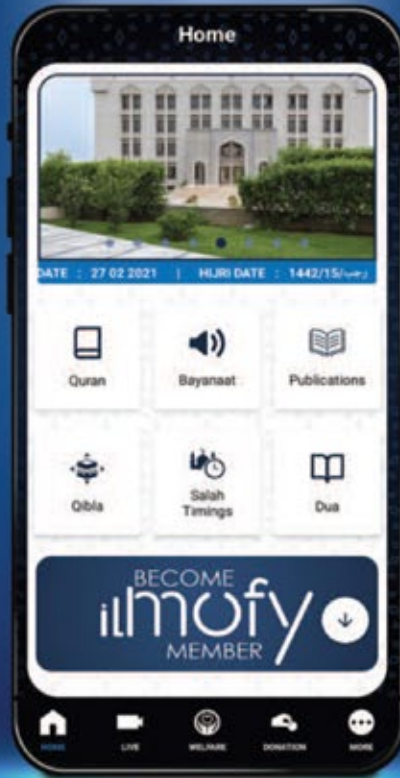 Home
DATE : 27 02 2021 | HIJRI DATE : 1442/15/رجب
Quran
Bayanaat
Publications
Qibla
Salah
Timings
Dua
BECOME
ilmofy
MEMBER
HOME
LIVE
WELFARE
DONATION
MORE